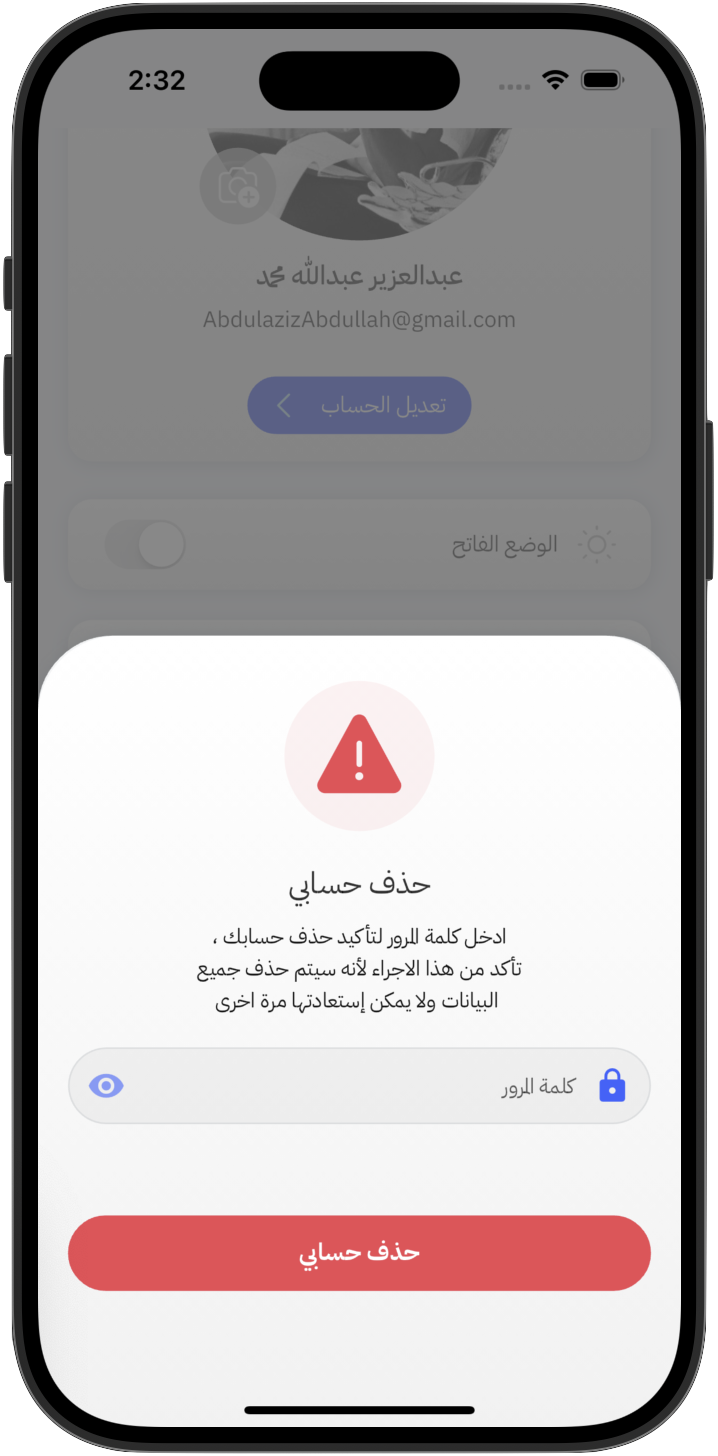 2:32
عبدالعزيز عبدالله محمد
AbdulazizAbdullah@gmail.com
تعديل الحساب
الوضع الفاتح
حذف حسابي
ادخل كلمة المرور لتأكيد حذف حسابك ،
تأكد من هذا الاجراء لأنه سيتم حذف جميع
البيانات ولا يمكن إستعادتها مرة اخرى
كلمة المرور
حذف حسابي